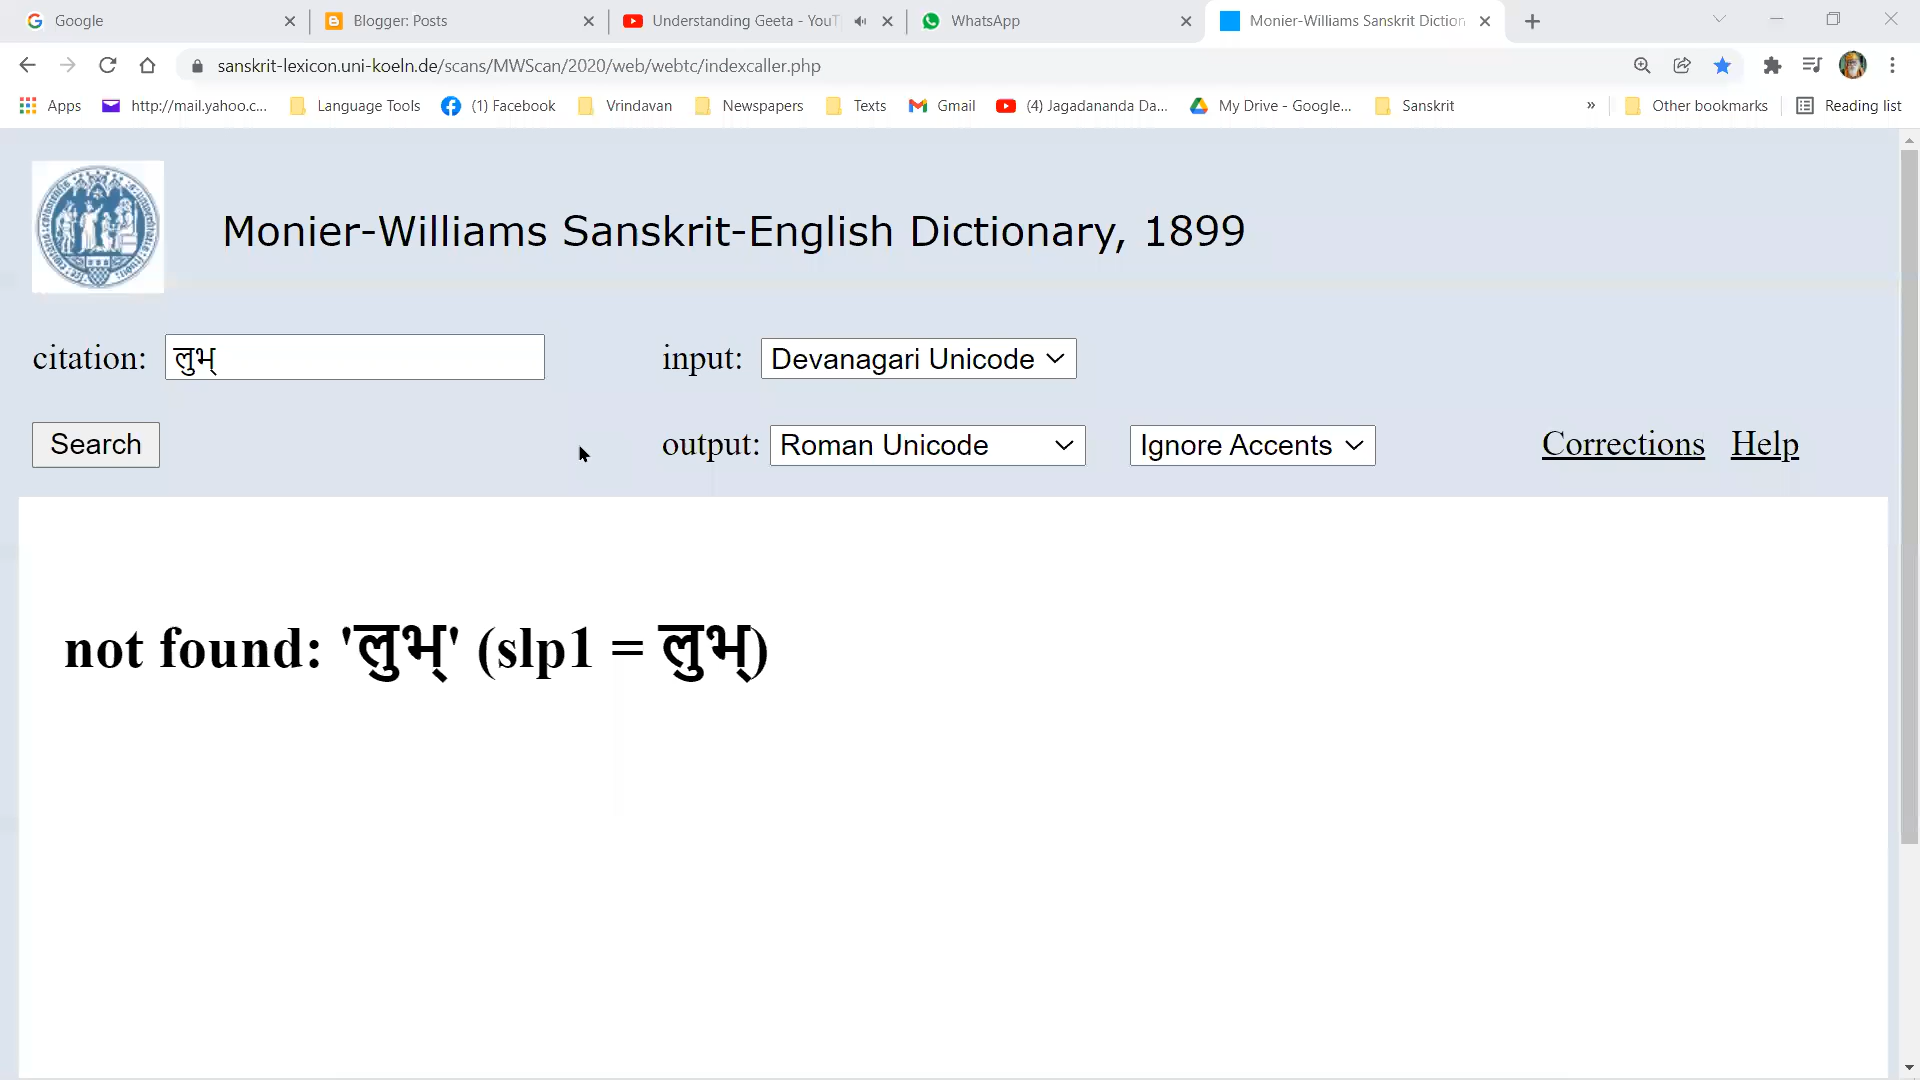 Google
Blogger: Posts
Understanding Geeta - YouT
WhatsApp
Monier-Williams Sanskrit Diction
sanskrit-lexicon.uni-koeln.de/scans/MWScan/2020/web/webtc/indexcaller.php
Apps
http://mail.yahoo.c...
Language Tools
(1) Facebook
Vrindavan
Newspapers
Texts
Gmail
(4) Jagadananda Da...
My Drive - Google...
Sanskrit
»
Other bookmarks
Reading list
Monier-Williams Sanskrit-English Dictionary, 1899
citation: लुभ्
input: Devanagari Unicode
Search
output: Roman Unicode
Ignore Accents
Corrections
Help
not found: 'लुभ्' (slp1 = लुभ्)